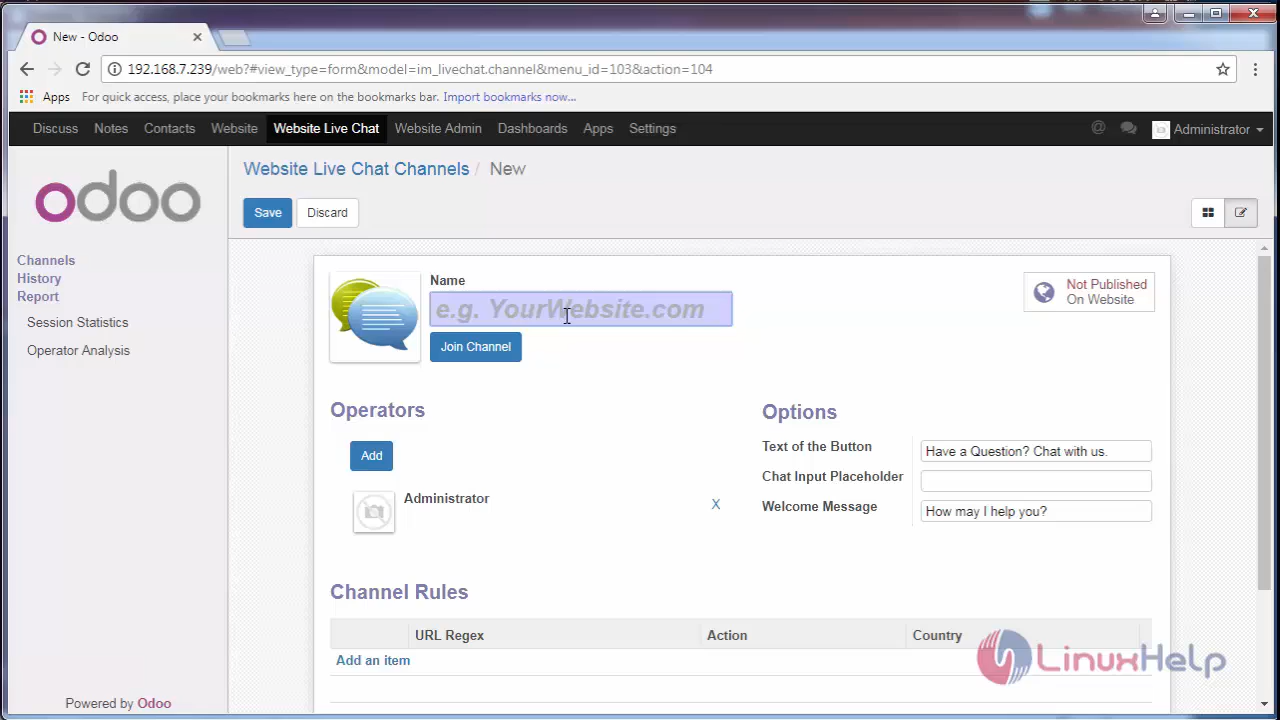 New - Odoo
192.168.7.239/web?#view_type=form&model=im_livechat.channel&menu_id=103&action=104
Apps For quick access, place your bookmarks here on the bookmarks bar. Import bookmarks now...
Discuss Notes Contacts Website Website Live Chat Website Admin Dashboards Apps Settings @ Administrator
odoo
Website Live Chat Channels / New
Save Discard
Channels
History
Report
Session Statistics
Operator Analysis
Name
e.g. YourWebsite.com
Join Channel
Not Published
On Website
Operators
Add
Administrator X
Options
Text of the Button Have a Question? Chat with us.
Chat Input Placeholder
Welcome Message How may I help you?
Channel Rules
URL Regex Action Country
Add an item
LinuxHelp
Powered by Odoo